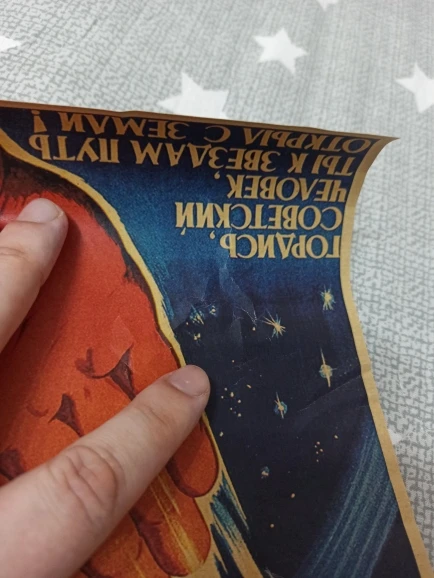 ГОРДИСЬ,
СОВЕТСКИЙ
ЧЕЛОВЕК,
ТЫ К ЗВЕЗДАМ ПУТЬ
ОТКРЫЛ С ЗЕМЛИ!